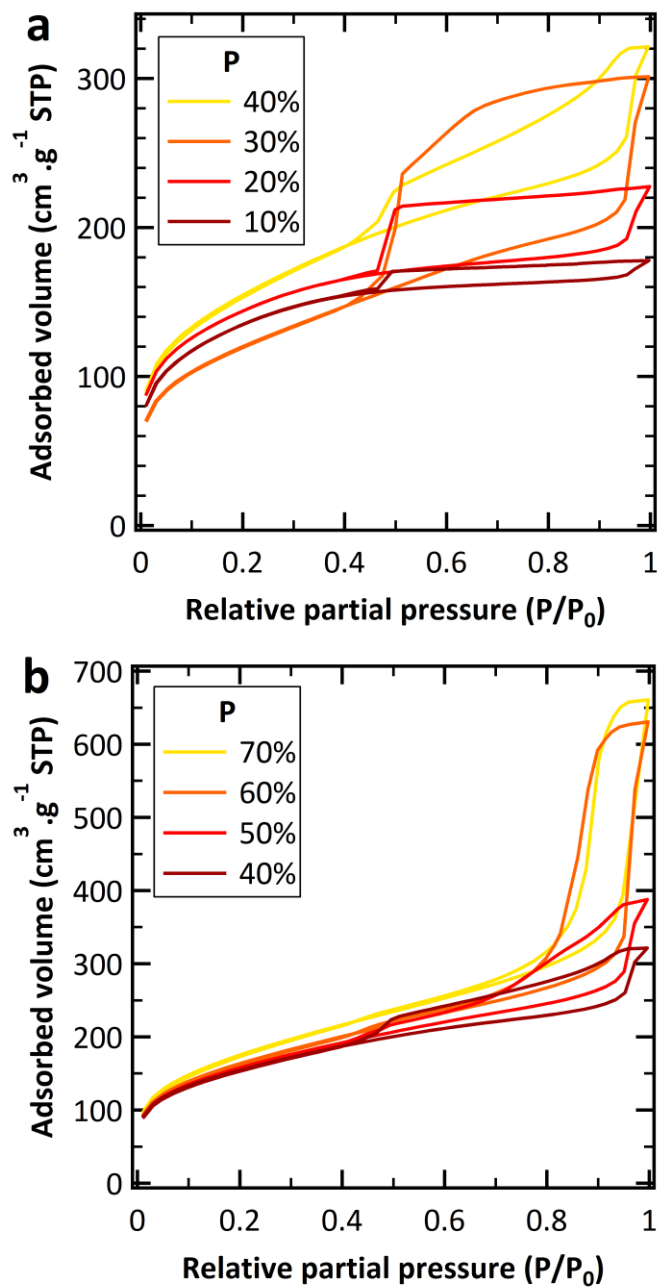 a
P
40%
30%
20%
10%
300
200
100
0
Adsorbed volume (cm³.g⁻¹ STP)
0 0.2 0.4 0.6 0.8 1
Relative partial pressure (P/P₀)
b
P
70%
60%
50%
40%
700
600
500
400
300
200
100
0
Adsorbed volume (cm³.g⁻¹ STP)
0 0.2 0.4 0.6 0.8 1
Relative partial pressure (P/P₀)